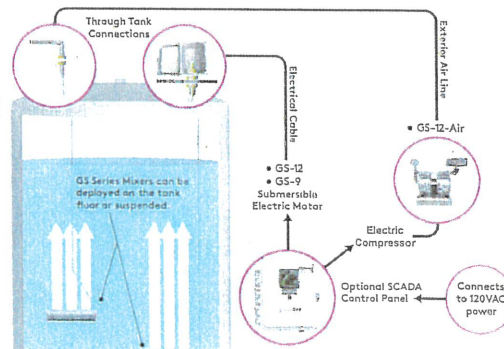 Through Tank
Connections
Electrical Cable
Exterior Air Line
• GS-12-Air
GS Series Mixers can be
deployed on the tank
floor or suspended.
• GS-12
• GS-9
Submersible
Electric Motor
Electric
Compressor
Optional SCADA
Control Panel
Connects
to 120VAC
power